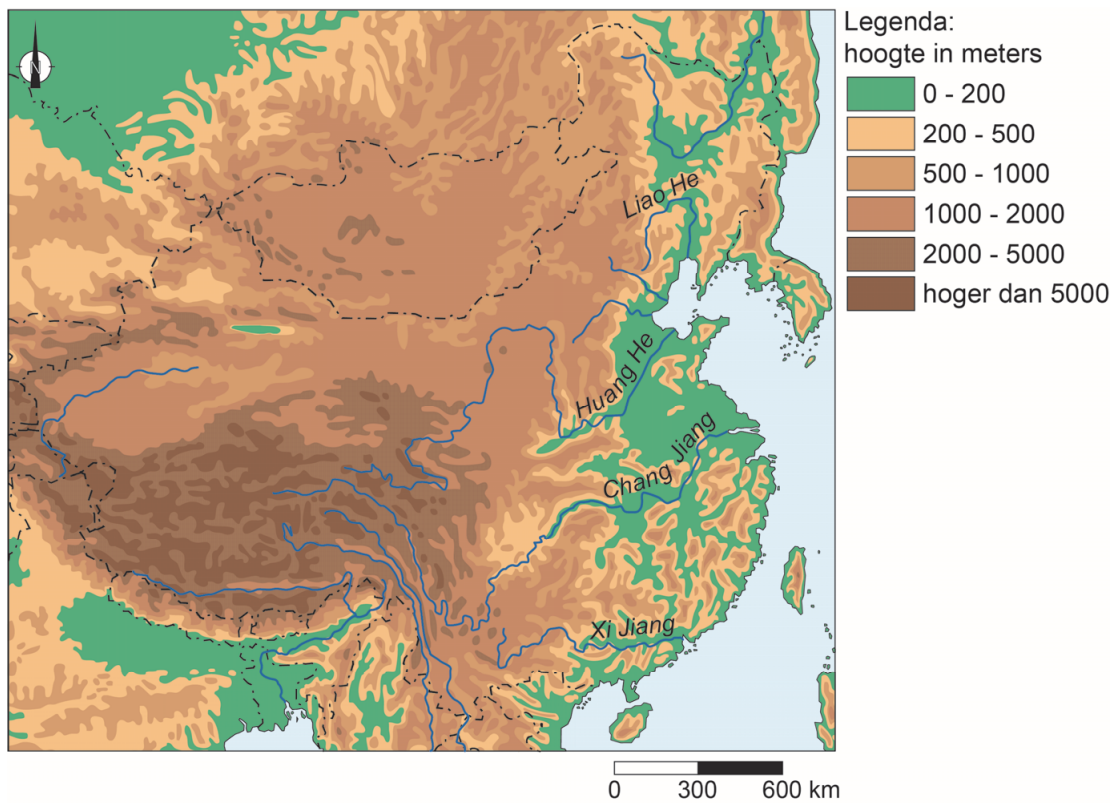 N
Legenda:
hoogte in meters
0 - 200
200 - 500
500 - 1000
1000 - 2000
2000 - 5000
hoger dan 5000
Liao He
Huang He
Chang Jiang
Xi Jiang
0 300 600 km